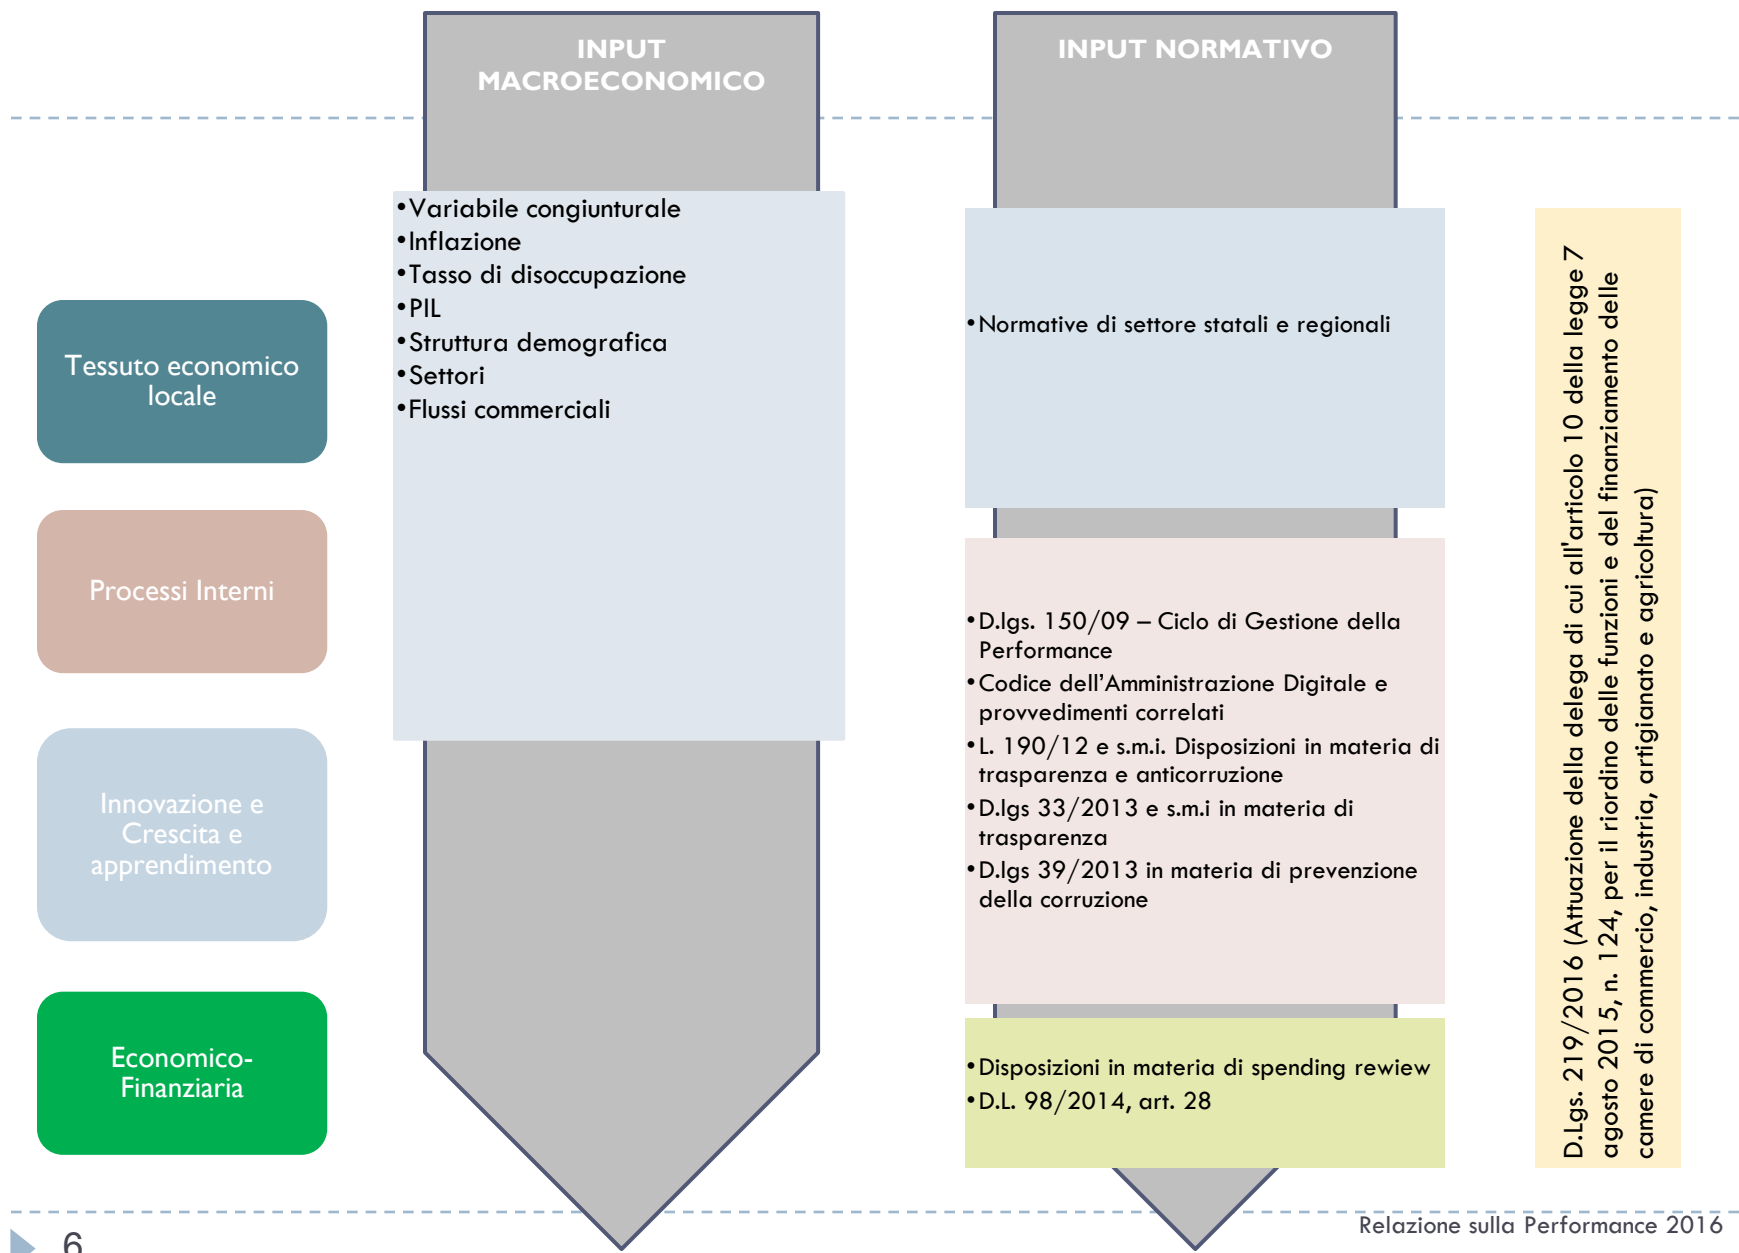 INPUT
MACROECONOMICO
INPUT NORMATIVO
•Variabile congiunturale
•Inflazione
•Tasso di disoccupazione
•PIL
•Struttura demografica
•Settori
•Flussi commerciali
•Normative di settore statali e regionali
Tessuto economico
locale
Processi Interni
•D.lgs. 150/09 – Ciclo di Gestione della
Performance
•Codice dell'Amministrazione Digitale e
provvedimenti correlati
•L. 190/12 e s.m.i. Disposizioni in materia di
trasparenza e anticorruzione
•D.lgs 33/2013 e s.m.i in materia di
trasparenza
•D.lgs 39/2013 in materia di prevenzione
della corruzione
Innovazione e
Crescita e
apprendimento
Economico-
Finanziaria
•Disposizioni in materia di spending rewiew
•D.L. 98/2014, art. 28
D.Lgs. 219/2016 (Attuazione della delega di cui all'articolo 10 della legge 7
agosto 2015, n. 124, per il riordino delle funzioni e del finanziamento delle
camere di commercio, industria, artigianato e agricoltura)
Relazione sulla Performance 2016
6